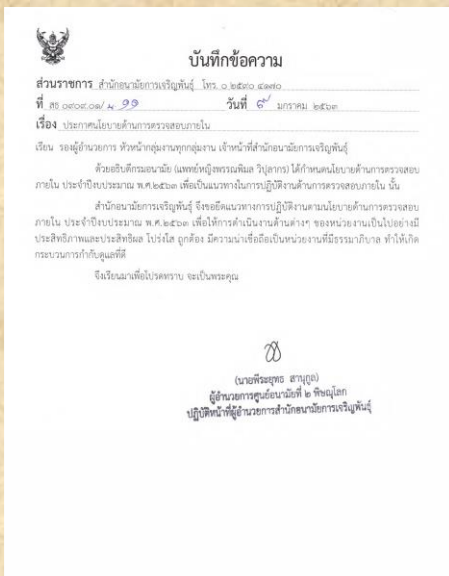 บันทึกข้อความ
ส่วนราชการ สำนักอนามัยการเจริญพันธุ์ โทร. ๐ ๒๕๙๐ ๔๑๗๐
ที่ สธ ๐๙๐๙.๐๑/ ว ๑๑ วันที่ ๙ มกราคม ๒๕๖๓
เรื่อง ประกาศนโยบายด้านการตรวจสอบภายใน
เรียน รองผู้อำนวยการ หัวหน้ากลุ่มงานทุกกลุ่มงาน เจ้าหน้าที่สำนักอนามัยการเจริญพันธุ์
ด้วยอธิบดีกรมอนามัย (แพทย์หญิงพรรณพิมล วิปุลากร) ได้กำหนดนโยบายด้านการตรวจสอบ
ภายใน ประจำปีงบประมาณ พ.ศ.๒๕๖๓ เพื่อเป็นแนวทางในการปฏิบัติงานด้านการตรวจสอบภายใน นั้น
สำนักอนามัยการเจริญพันธุ์ จึงขอยึดแนวทางการปฏิบัติงานตามนโยบายด้านการตรวจสอบ
ภายใน ประจำปีงบประมาณ พ.ศ.๒๕๖๓ เพื่อให้การดำเนินงานด้านต่างๆ ของหน่วยงานเป็นไปอย่างมี
ประสิทธิภาพและประสิทธิผล โปร่งใส ถูกต้อง มีความน่าเชื่อถือเป็นหน่วยงานที่มีธรรมาภิบาล ทำให้เกิด
กระบวนการกำกับดูแลที่ดี
จึงเรียนมาเพื่อโปรดทราบ จะเป็นพระคุณ
(นายพีระยุทธ สานุกูล)
ผู้อำนวยการศูนย์อนามัยที่ ๒ พิษณุโลก
ปฏิบัติหน้าที่ผู้อำนวยการสำนักอนามัยการเจริญพันธุ์